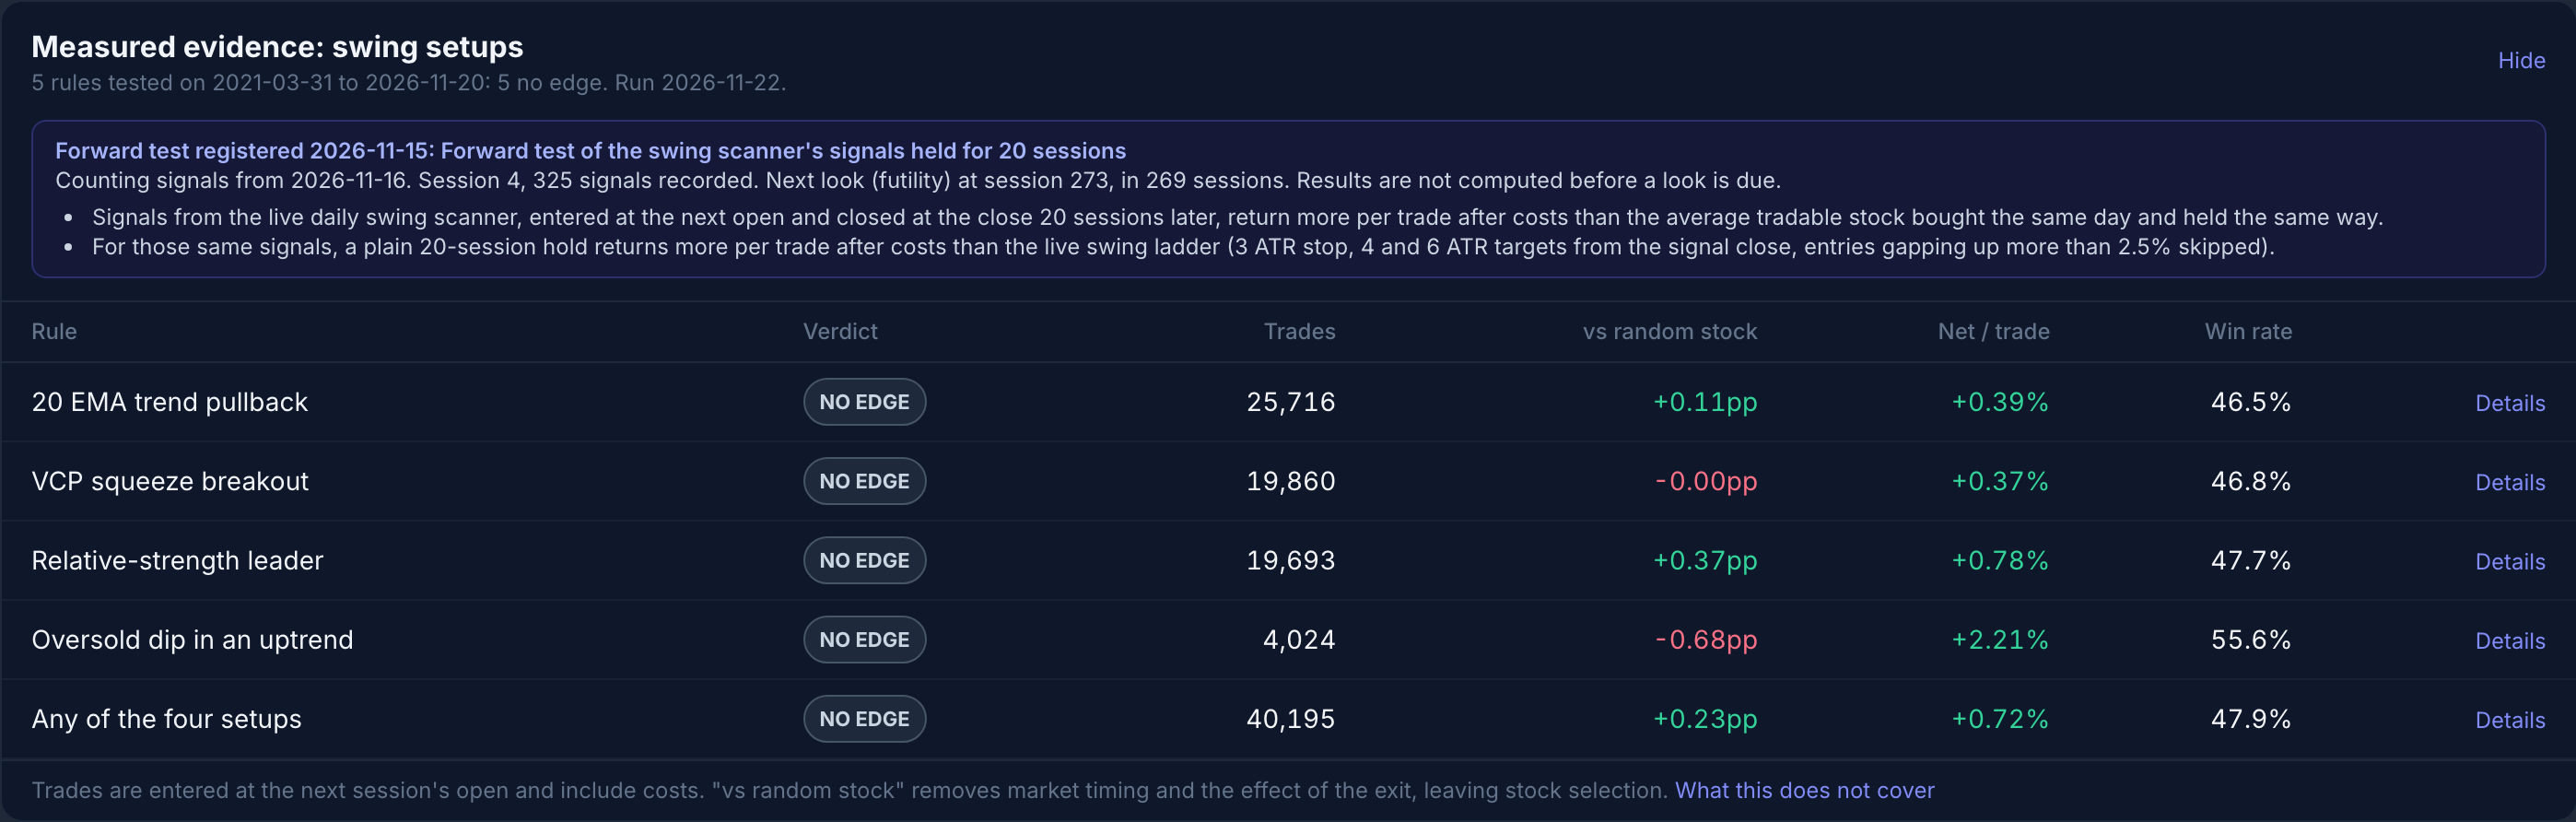 Measured evidence: swing setups
Hide
5 rules tested on 2021-03-31 to 2026-11-20: 5 no edge. Run 2026-11-22.
Forward test registered 2026-11-15: Forward test of the swing scanner's signals held for 20 sessions
Counting signals from 2026-11-16. Session 4, 325 signals recorded. Next look (futility) at session 273, in 269 sessions. Results are not computed before a look is due.
• Signals from the live daily swing scanner, entered at the next open and closed at the close 20 sessions later, return more per trade after costs than the average tradable stock bought the same day and held the same way.
• For those same signals, a plain 20-session hold returns more per trade after costs than the live swing ladder (3 ATR stop, 4 and 6 ATR targets from the signal close, entries gapping up more than 2.5% skipped).
Rule Verdict Trades vs random stock Net / trade Win rate
20 EMA trend pullback NO EDGE 25,716 +0.11pp +0.39% 46.5% Details
VCP squeeze breakout NO EDGE 19,860 -0.00pp +0.37% 46.8% Details
Relative-strength leader NO EDGE 19,693 +0.37pp +0.78% 47.7% Details
Oversold dip in an uptrend NO EDGE 4,024 -0.68pp +2.21% 55.6% Details
Any of the four setups NO EDGE 40,195 +0.23pp +0.72% 47.9% Details
Trades are entered at the next session's open and include costs. "vs random stock" removes market timing and the effect of the exit, leaving stock selection. What this does not cover